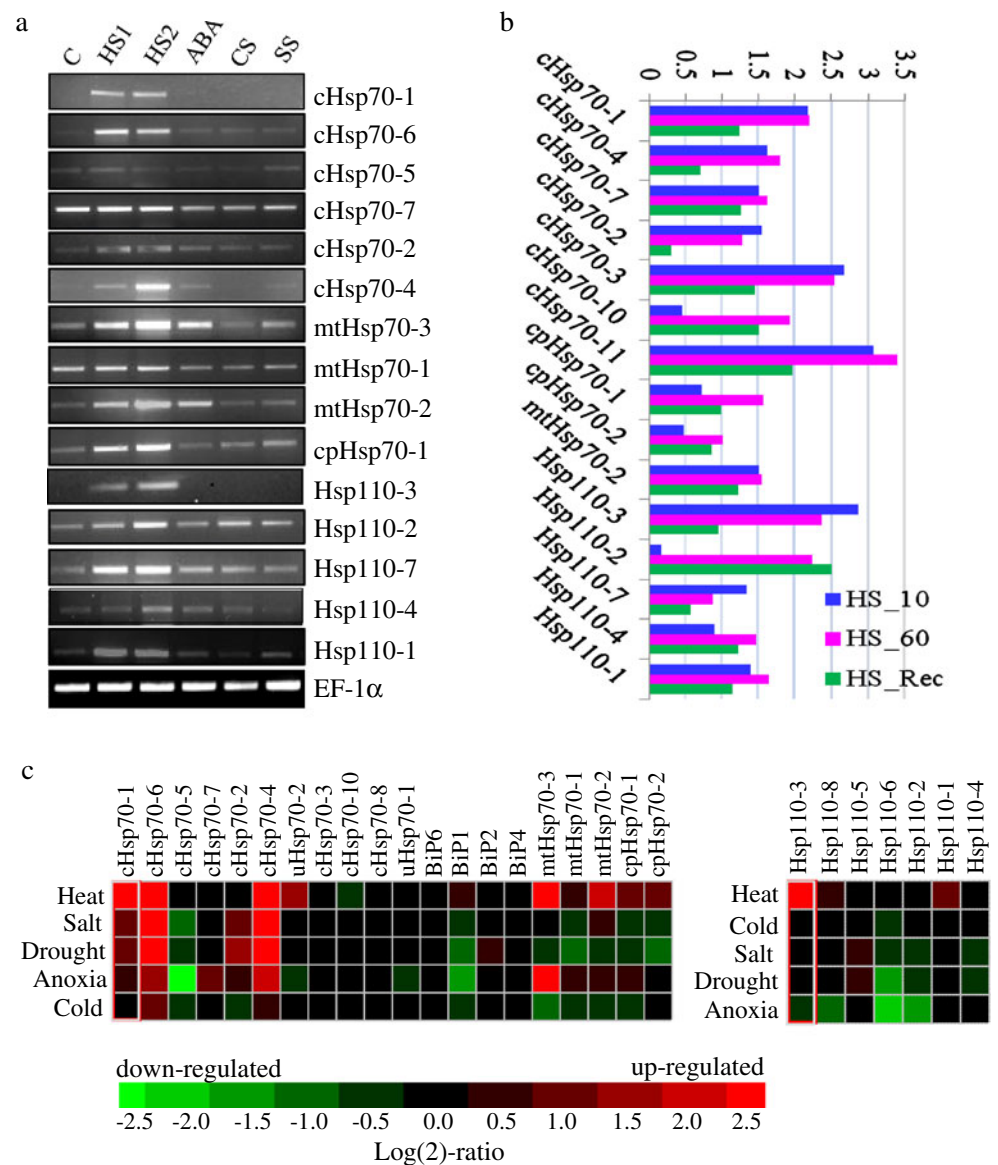 a
C HS1 HS2 ABA CS SS
cHsp70-1
cHsp70-6
cHsp70-5
cHsp70-7
cHsp70-2
cHsp70-4
mtHsp70-3
mtHsp70-1
mtHsp70-2
cpHsp70-1
Hsp110-3
Hsp110-2
Hsp110-7
Hsp110-4
Hsp110-1
EF-1α
b
0 0.5 1 1.5 2 2.5 3 3.5
cHsp70-1
cHsp70-4
cHsp70-7
cHsp70-2
cHsp70-3
cHsp70-10
cHsp70-11
cpHsp70-1
cpHsp70-2
mtHsp70-2
Hsp110-3
Hsp110-2
Hsp110-7
Hsp110-4
Hsp110-1
HS_10
HS_60
HS_Rec
c
cHsp70-1 cHsp70-6 cHsp70-5 cHsp70-7 cHsp70-2 cHsp70-4 uHsp70-2 cHsp70-3 cHsp70-10 cHsp70-8 uHsp70-1 BiP6 BiP1 BiP2 BiP4 mtHsp70-3 mtHsp70-1 mtHsp70-2 cpHsp70-1 cpHsp70-2
Heat
Salt
Drought
Anoxia
Cold
Hsp110-3 Hsp110-8 Hsp110-5 Hsp110-6 Hsp110-2 Hsp110-1 Hsp110-4
Heat
Cold
Salt
Drought
Anoxia
down-regulated up-regulated
-2.5 -2.0 -1.5 -1.0 -0.5 0.0 0.5 1.0 1.5 2.0 2.5
Log(2)-ratio